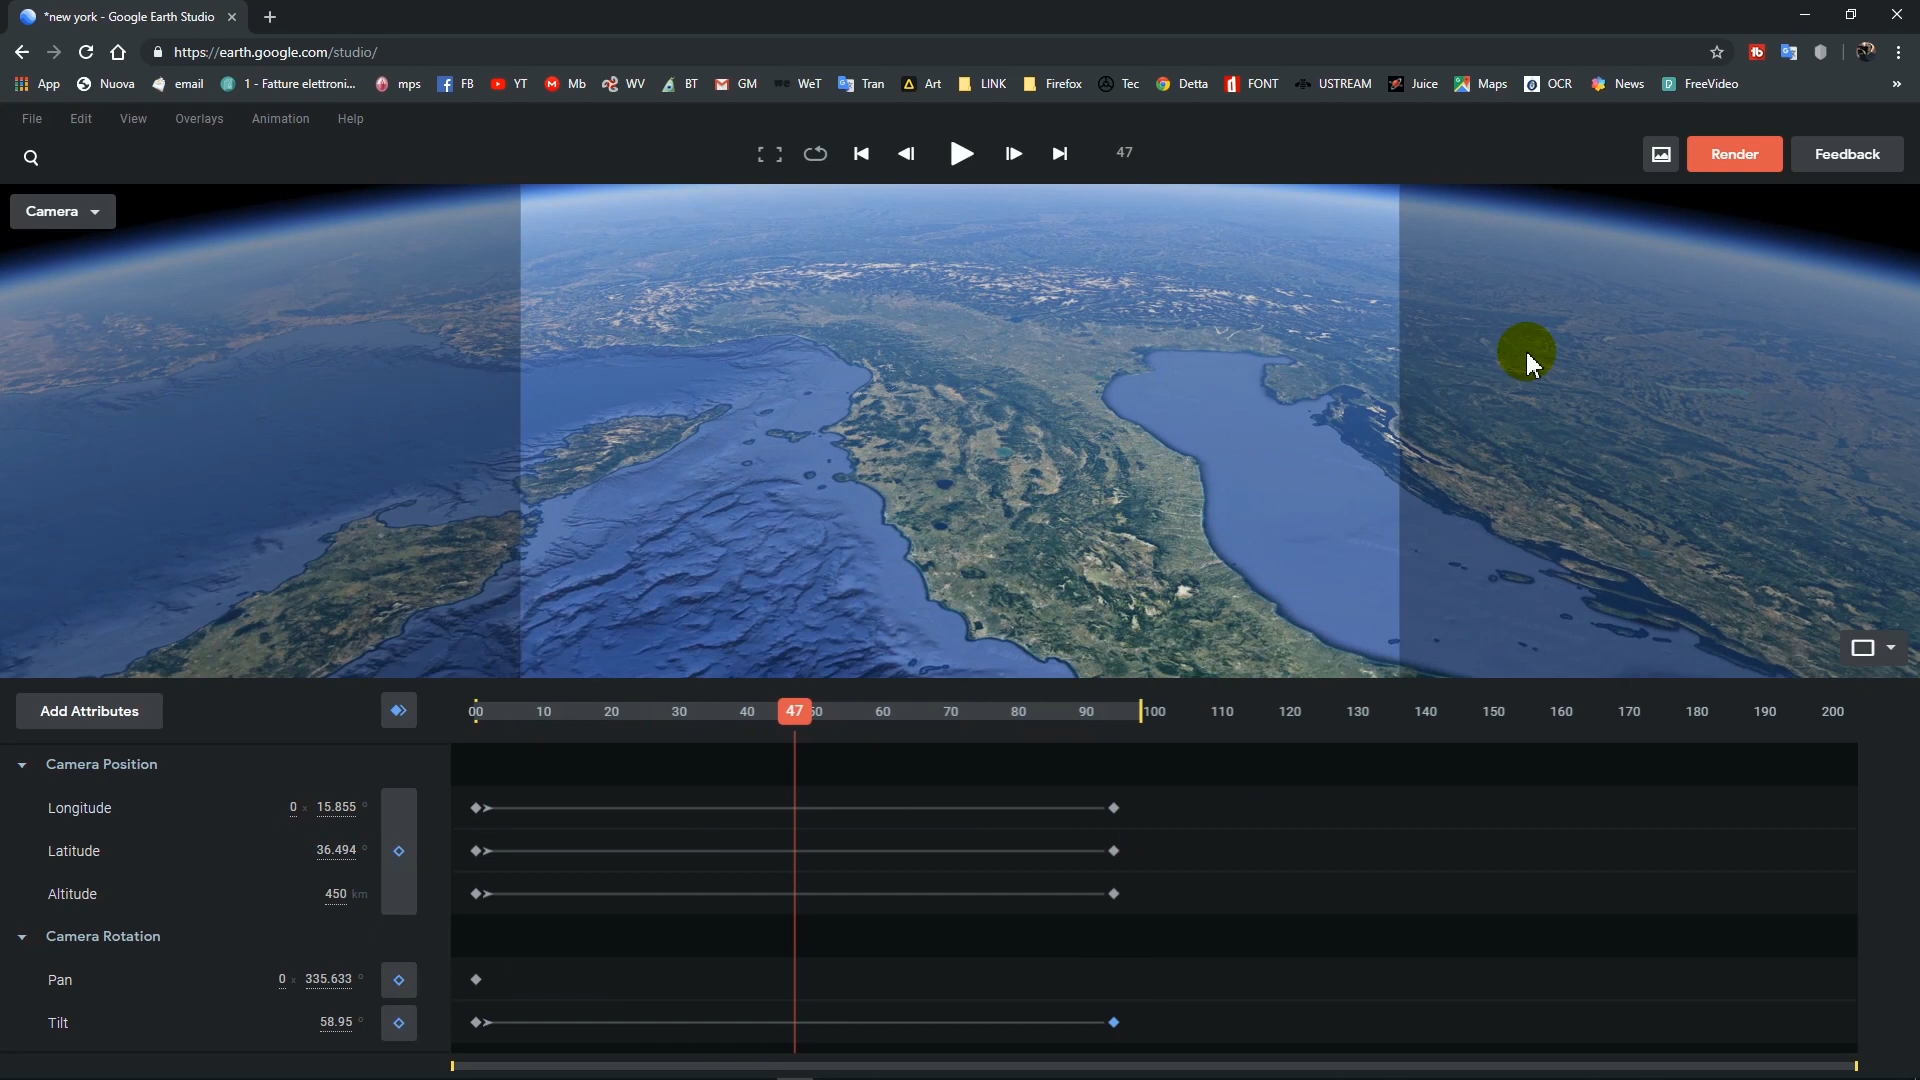 *new york - Google Earth Studio
https://earth.google.com/studio/
App Nuova email 1 - Fatture elettroni... mps FB YT Mb WV BT GM WeT Tran Art LINK Firefox Tec Detta FONT USTREAM Juice Maps OCR News FreeVideo »
File Edit View Overlays Animation Help
47 Render Feedback
Camera
Add Attributes
00 10 20 30 40 47 50 60 70 80 90 100 110 120 130 140 150 160 170 180 190 200
Camera Position
Longitude 0 x 15.855 °
Latitude 36.494 °
Altitude 450 km
Camera Rotation
Pan 0 x 335.633 °
Tilt 58.95 °